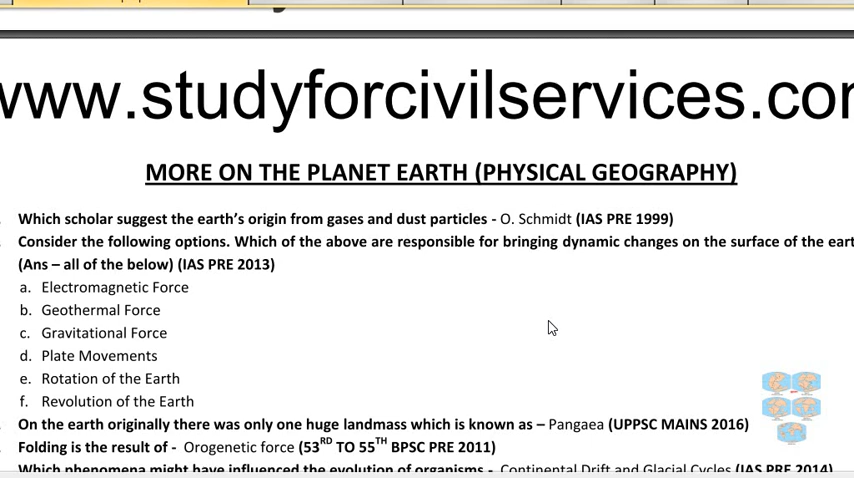 www.studyforcivilservices.com
MORE ON THE PLANET EARTH (PHYSICAL GEOGRAPHY)
Which scholar suggest the earth's origin from gases and dust particles - O. Schmidt (IAS PRE 1999)
Consider the following options. Which of the above are responsible for bringing dynamic changes on the surface of the eart
(Ans – all of the below) (IAS PRE 2013)
a. Electromagnetic Force
b. Geothermal Force
c. Gravitational Force
d. Plate Movements
e. Rotation of the Earth
f. Revolution of the Earth
On the earth originally there was only one huge landmass which is known as – Pangaea (UPPSC MAINS 2016)
Folding is the result of - Orogenetic force (53RD TO 55TH BPSC PRE 2011)
Which phenomena might have influenced the evolution of organisms - Continental Drift and Glacial Cycles (IAS PRE 2014)